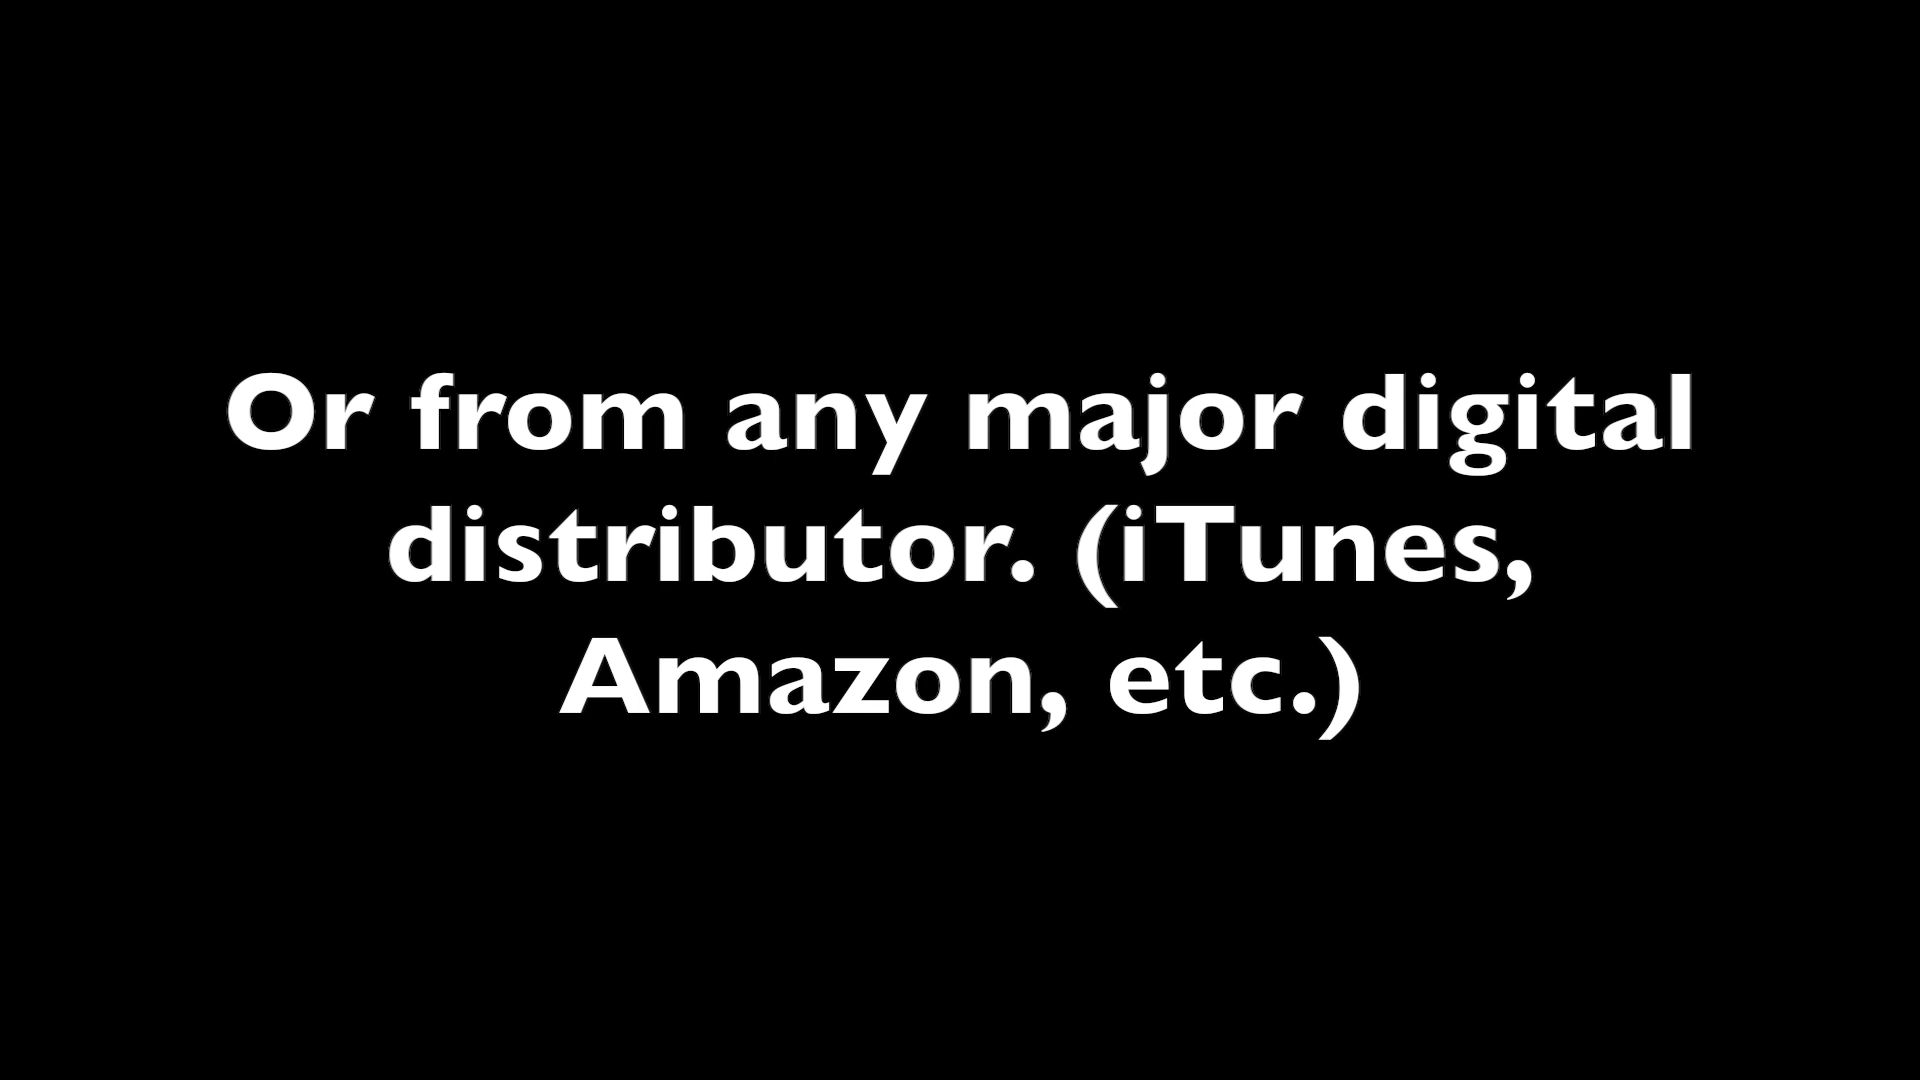 Or from any major digital
distributor. (iTunes,
Amazon, etc.)